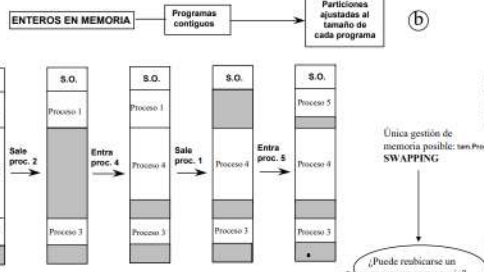 ENTEROS EN MEMORIA
Programas
contiguos
Particiones
ajustadas al
tamaño de
cada programa
b
S.O.
Proceso 1
Proceso 3
Sale
proc. 2
Entra
proc. 4
S.O.
Proceso 1
Proceso 4
Proceso 3
Sale
proc. 1
S.O.
Proceso 4
Proceso 3
Entra
proc. 5
S.O.
Proceso 5
Proceso 4
Proceso 3
Única gestión de
memoria posible:
SWAPPING
¿Puede reubicarse un